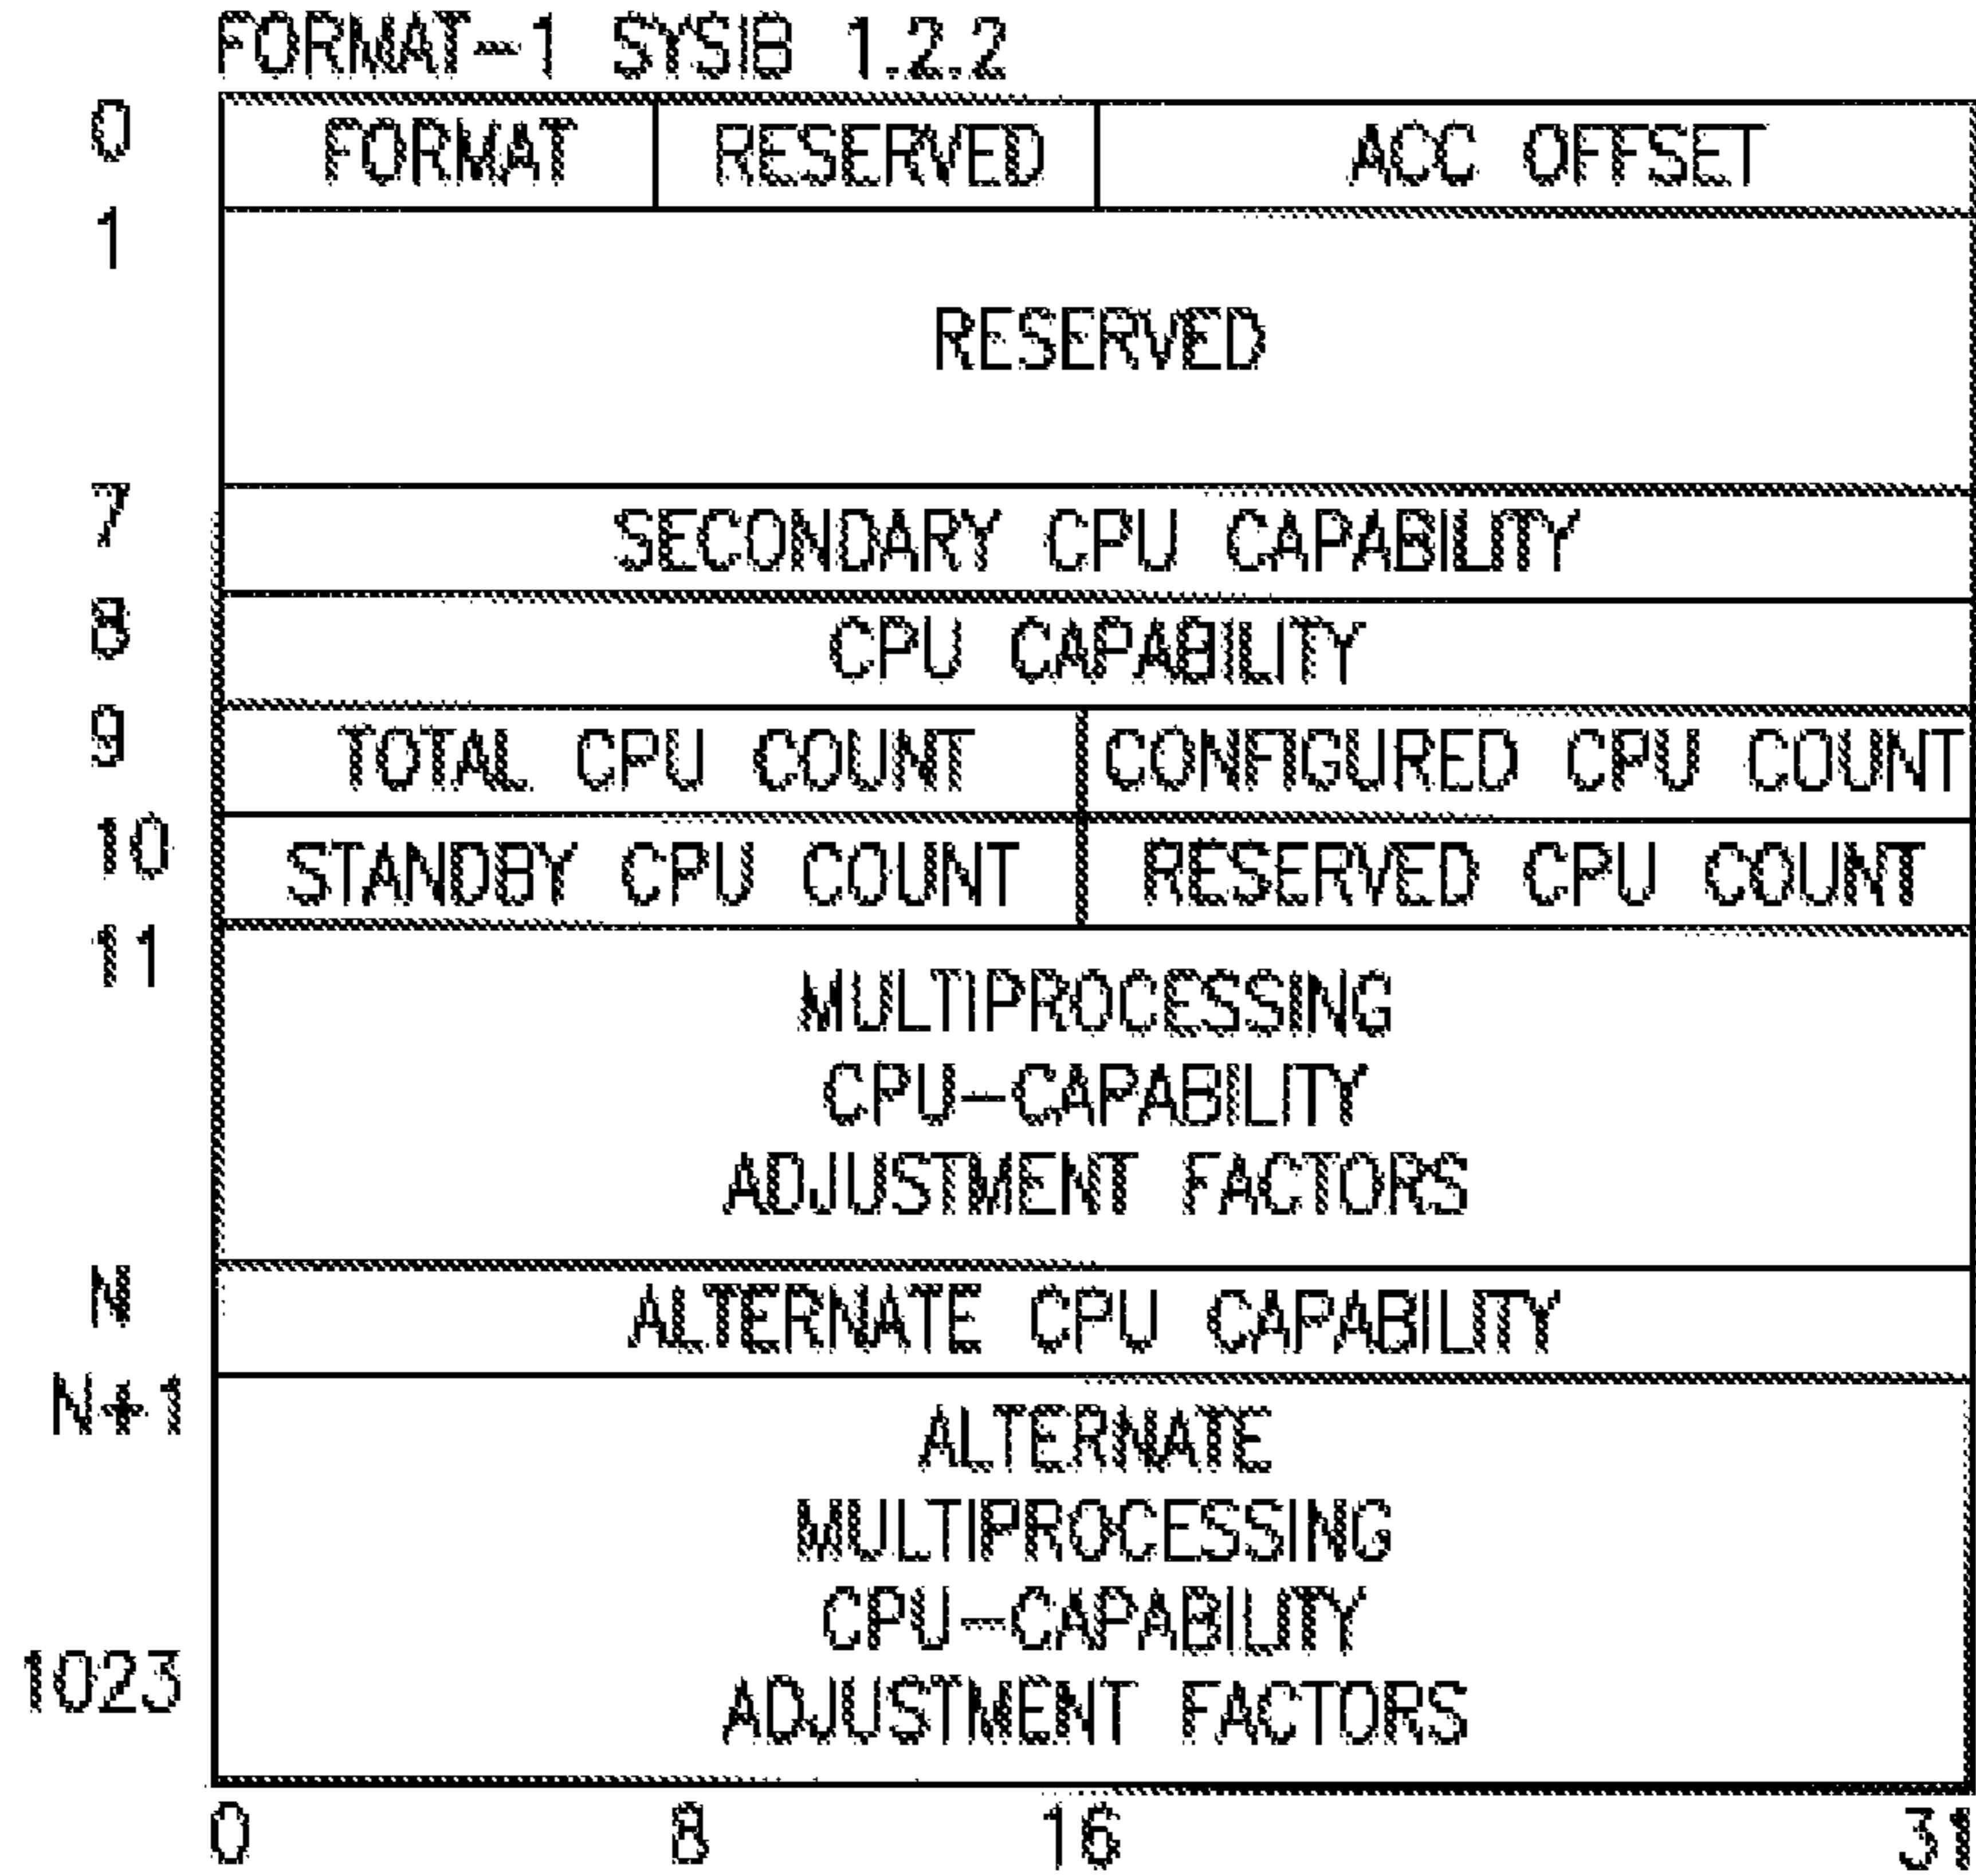 FORMAT-1 SYSIB 1.2.2
0 FORMAT RESERVED ACC OFFSET
1
RESERVED
7 SECONDARY CPU CAPABILITY
8 CPU CAPABILITY
9 TOTAL CPU COUNT CONFIGURED CPU COUNT
10 STANDBY CPU COUNT RESERVED CPU COUNT
11
MULTIPROCESSING
CPU-CAPABILITY
ADJUSTMENT FACTORS
N ALTERNATE CPU CAPABILITY
N+1
ALTERNATE
MULTIPROCESSING
CPU-CAPABILITY
1023 ADJUSTMENT FACTORS
0 8 16 31